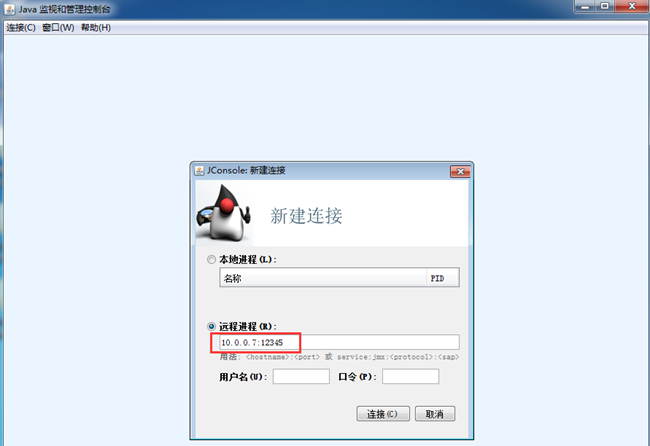 Java 监视和管理控制台
连接(C) 窗口(W) 帮助(H)
JConsole: 新建连接
新建连接
本地进程(L):
名称 PID
远程进程(R):
10.0.0.7:12345
用法: <hostname>:<port> 或 service:jmx:<protocol>:<sap>
用户名(U): 口令(P):
连接(C) 取消